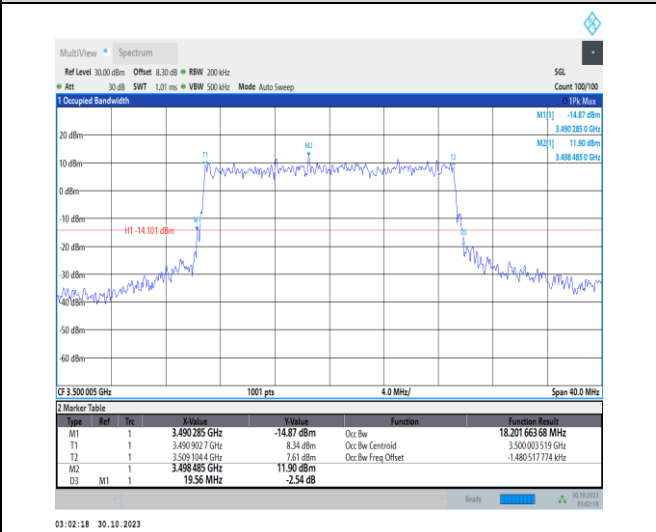 MultiView Spectrum
Ref Level 30.00 dBm Offset 8.30 dB RBW 200 kHz SGL
Att 30 dB SWT 1.01 ms VBW 500 kHz Mode Auto Sweep Count 100/100
1 Occupied Bandwidth 1Pk Max
M1[1] -14.87 dBm
3.490 285 0 GHz
M2[1] 11.90 dBm
3.498 485 0 GHz
20 dBm
T1 M2 T2
10 dBm
0 dBm
-10 dBm
M1
H1 -14.101 dBm
D3
-20 dBm
-30 dBm
-40 dBm
-50 dBm
-60 dBm
CF 3.500 005 GHz 1001 pts 4.0 MHz/ Span 40.0 MHz
2 Marker Table
Type Ref Trc X-Value Y-Value Function Function Result
M1 1 3.490 285 GHz -14.87 dBm Occ Bw 18.201 663 68 MHz
T1 1 3.490 902 7 GHz 8.34 dBm Occ Bw Centroid 3.500 003 519 GHz
T2 1 3.509 104 4 GHz 7.61 dBm Occ Bw Freq Offset -1.480 517 774 kHz
M2 1 3.498 485 GHz 11.90 dBm
D3 M1 1 19.56 MHz -2.54 dB
Ready 30.10.2023
03:02:18
03:02:18 30.10.2023